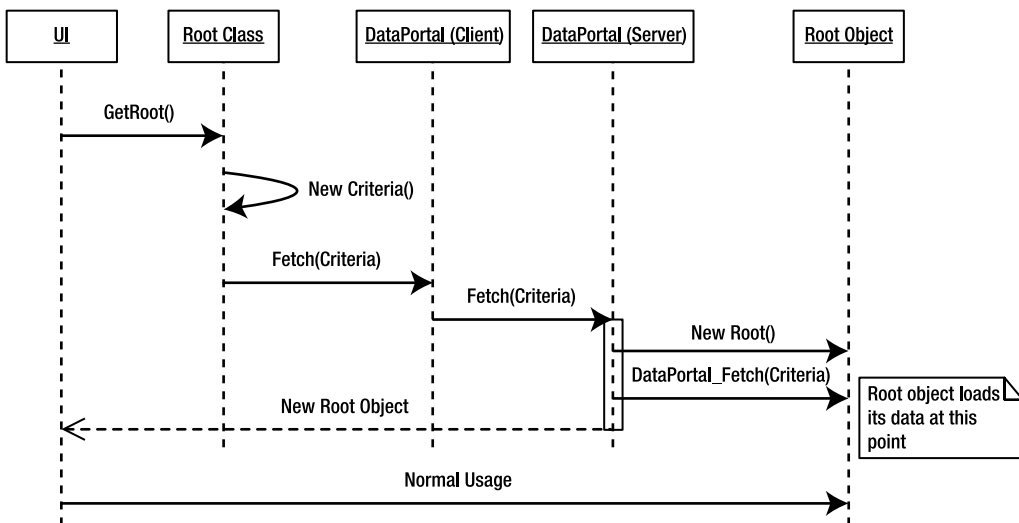 UI
Root Class
DataPortal (Client)
DataPortal (Server)
Root Object
GetRoot()
New Criteria()
Fetch(Criteria)
Fetch(Criteria)
New Root()
DataPortal_Fetch(Criteria)
Root object loads
its data at this
point
New Root Object
Normal Usage